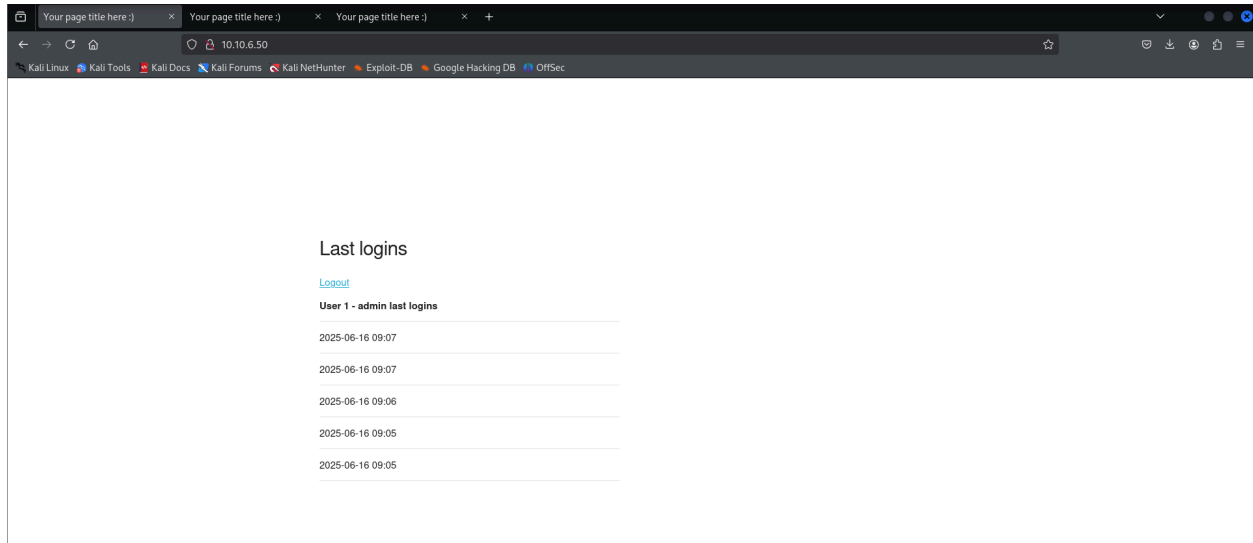 Your page title here :) Your page title here :) Your page title here :)
10.10.6.50
Kali Linux Kali Tools Kali Docs Kali Forums Kali NetHunter Exploit-DB Google Hacking DB OffSec
Last logins
Logout
User 1 - admin last logins
2025-06-16 09:07
2025-06-16 09:07
2025-06-16 09:06
2025-06-16 09:05
2025-06-16 09:05